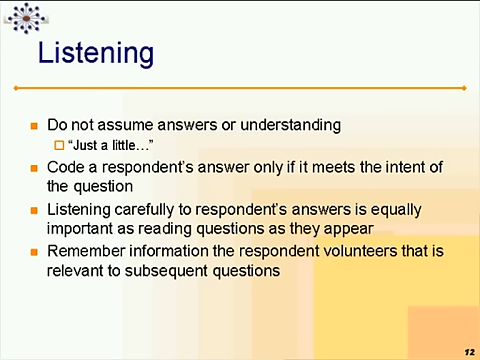 Listening
Do not assume answers or understanding
“Just a little…”
Code a respondent’s answer only if it meets the intent of
the question
Listening carefully to respondent’s answers is equally
important as reading questions as they appear
Remember information the respondent volunteers that is
relevant to subsequent questions
12